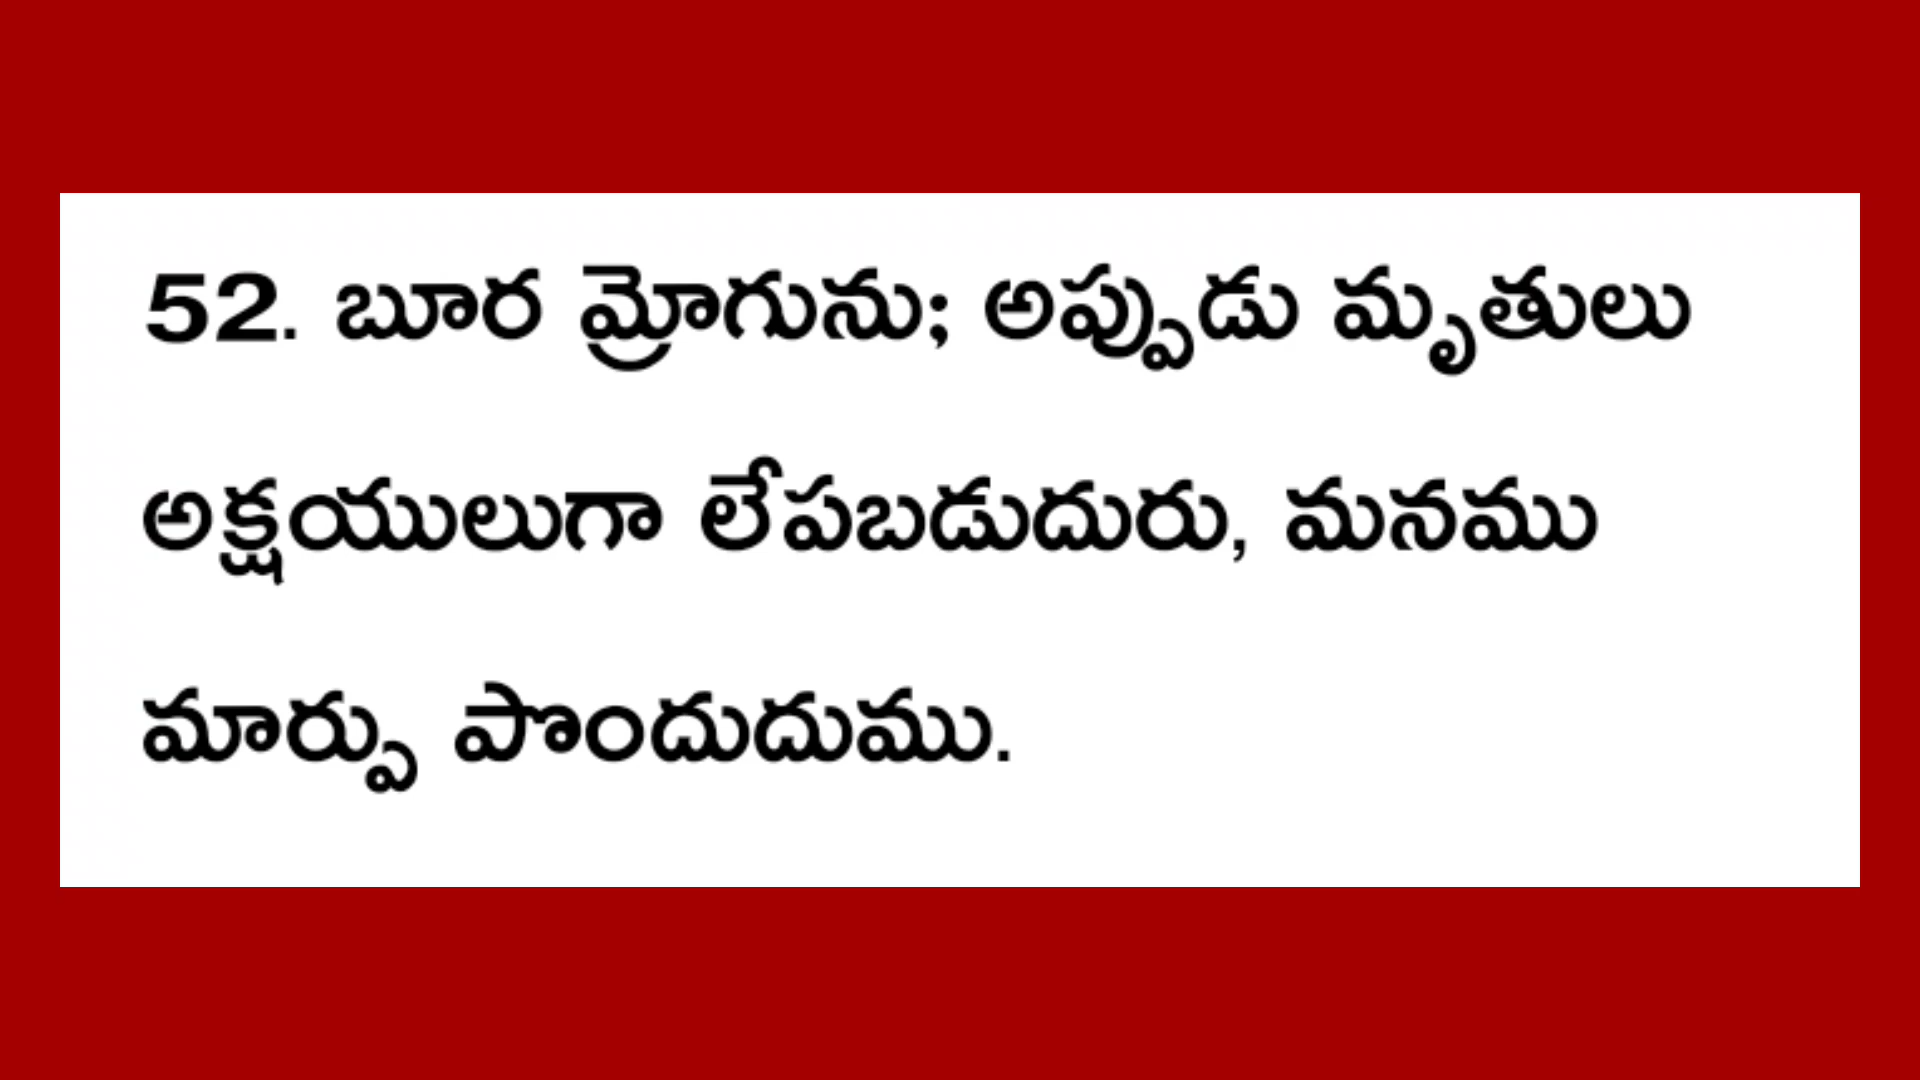 52. బూర మ్రోగును; అప్పుడు మృతులు
అక్షయులుగా లేపబడుదురు, మనము
మార్పు పొందుదుము.